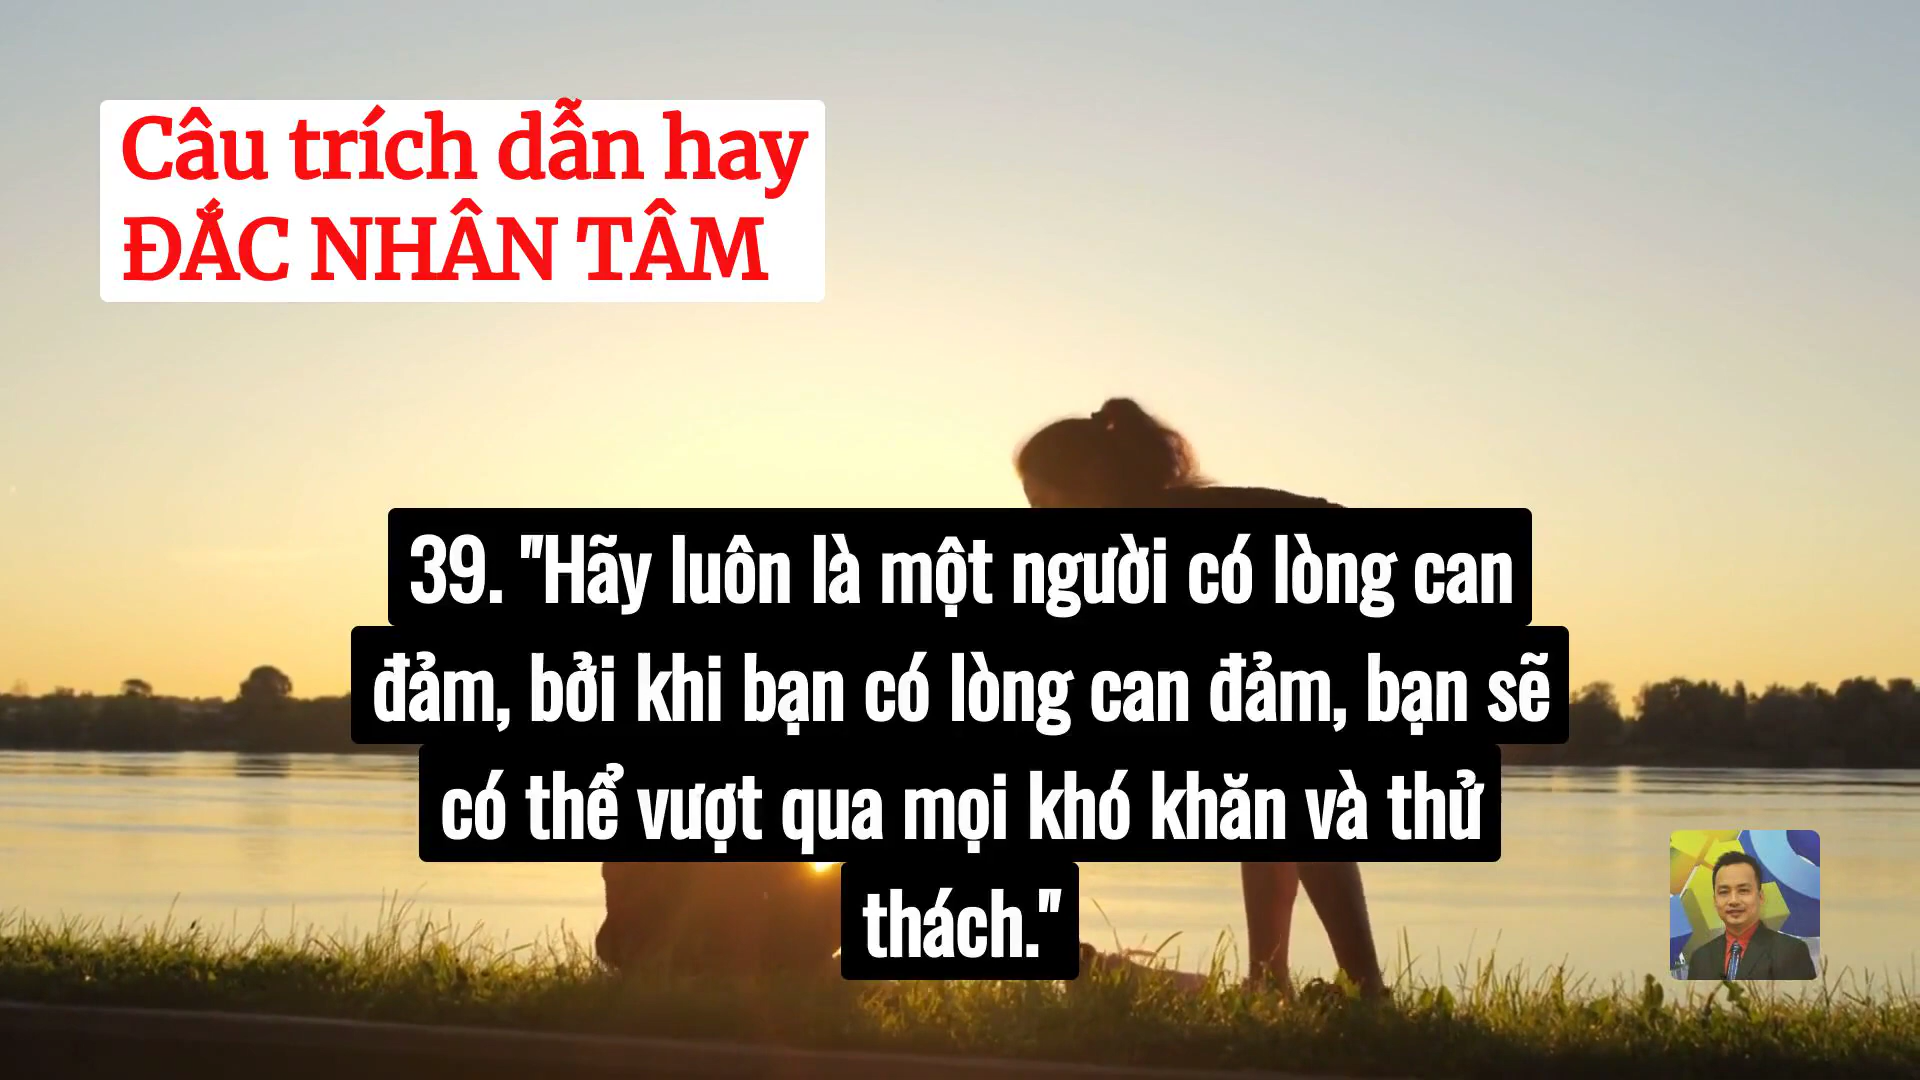 Câu trích dẫn hay
ĐẮC NHÂN TÂM
39. "Hãy luôn là một người có lòng can
đảm, bởi khi bạn có lòng can đảm, bạn sẽ
có thể vượt qua mọi khó khăn và thử
thách."